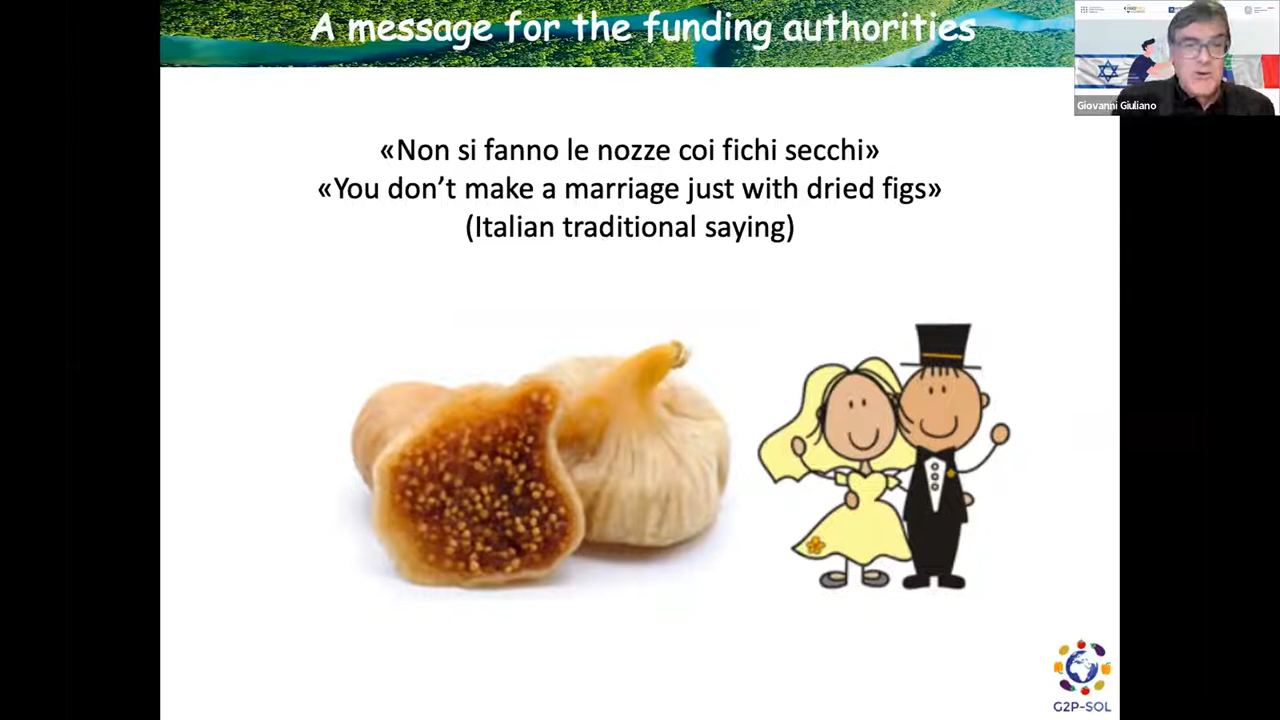 A message for the funding authorities
Giovanni Giuliano
«Non si fanno le nozze coi fichi secchi»
«You don’t make a marriage just with dried figs»
(Italian traditional saying)
G2P-SOL